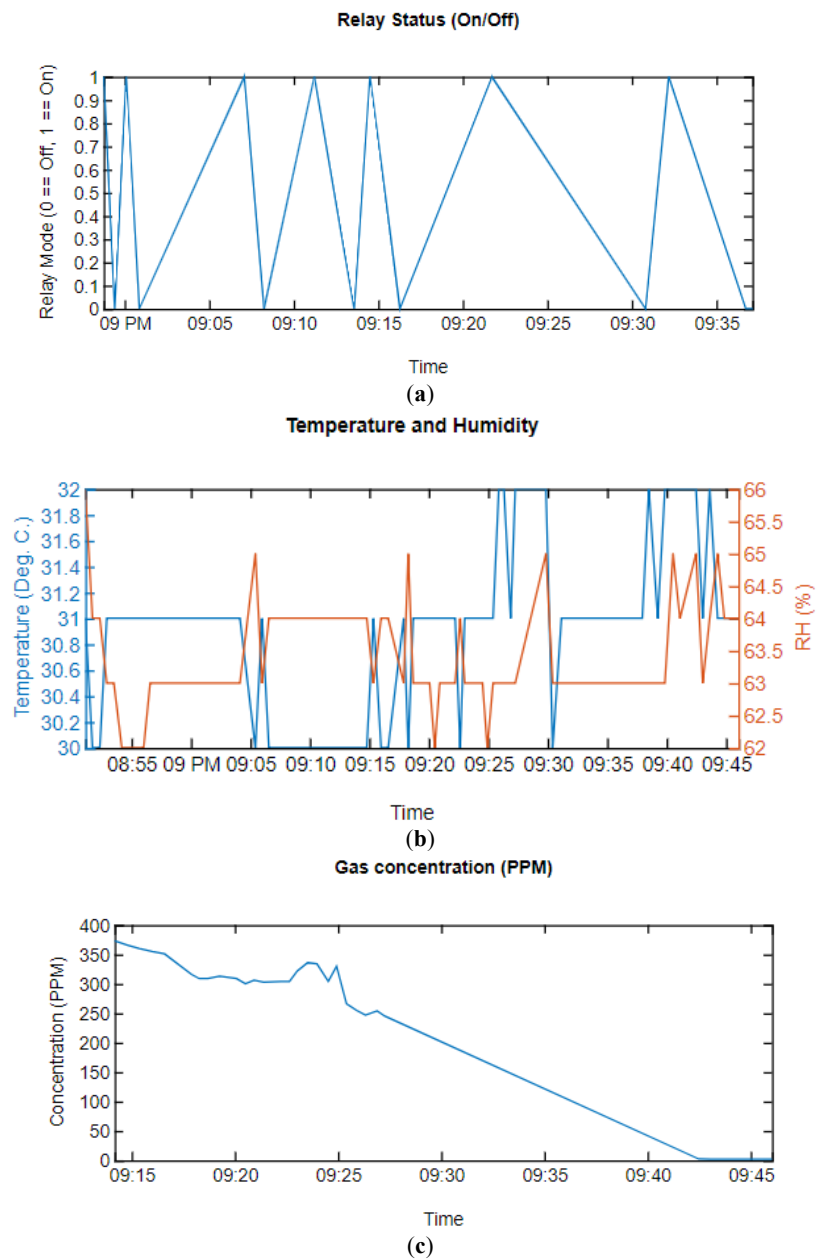 Relay Status (On/Off)
Relay Mode (0 == Off, 1 == On)
1
0.9
0.8
0.7
0.6
0.5
0.4
0.3
0.2
0.1
0
09 PM 09:05 09:10 09:15 09:20 09:25 09:30 09:35
Time
(a)
Temperature and Humidity
Temperature (Deg. C.)
32
31.8
31.6
31.4
31.2
31
30.8
30.6
30.4
30.2
30
66
65.5
65
64.5
64
63.5
63
62.5
62
RH (%)
08:55 09 PM 09:05 09:10 09:15 09:20 09:25 09:30 09:35 09:40 09:45
Time
(b)
Gas concentration (PPM)
Concentration (PPM)
400
350
300
250
200
150
100
50
0
09:15 09:20 09:25 09:30 09:35 09:40 09:45
Time
(c)